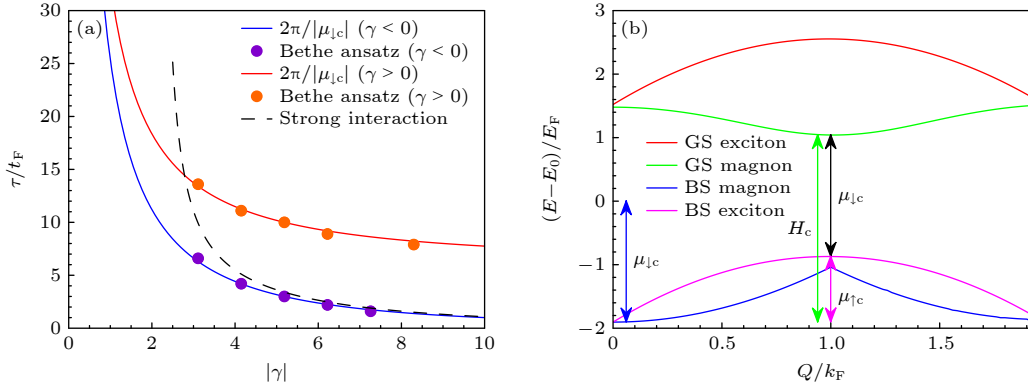 (a)
2π/|μ↓c| (γ < 0)
Bethe ansatz (γ < 0)
2π/|μ↓c| (γ > 0)
Bethe ansatz (γ > 0)
Strong interaction
τ/tF
30
25
20
15
10
5
0
0 2 4 6 8 10
|γ|
(b)
GS exciton
GS magnon
BS magnon
BS exciton
μ↓c
Hc
μ↓c
μ↑c
(E−E0)/EF
3
2
1
0
−1
−2
0 0.5 1.0 1.5
Q/kF